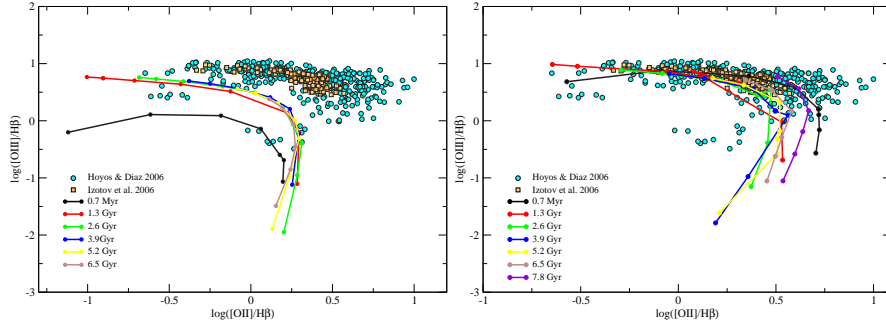 2
1
0
-1
-2
-3
log([OIII]/Hβ)
-1
-0.5
0
0.5
1
log([OII]/Hβ)
Hoyos & Diaz 2006
Izotov et al. 2006
0.7 Myr
1.3 Gyr
2.6 Gyr
3.9Gyr
5.2 Gyr
6.5 Gyr
2
1
0
-1
-2
-3
log([OIII]/Hβ)
-1
-0.5
0
0.5
1
log([OII]/Hβ)
Hoyos & Diaz 2006
Izotov et al. 2006
0.7 Myr
1.3 Gyr
2.6 Gyr
3.9 Gyr
5.2 Gyr
6.5 Gyr
7.8 Gyr